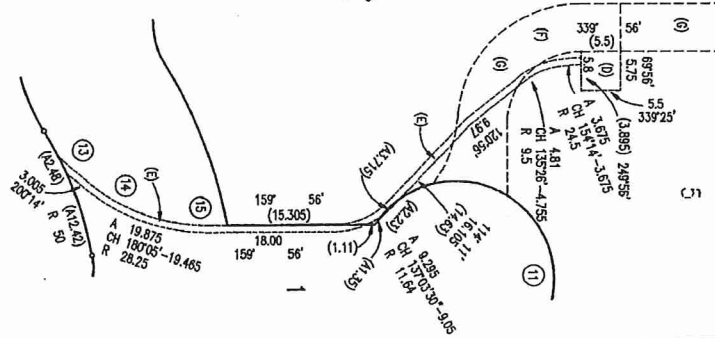 (G)
(F)
339° 56'
(5.5)
(G)
(D)
5.8
5.75
69°56'
5.5
339°25'
(3.895) 249°56'
A 3.675
CH 154°14'-3.675
R 24.5
A 4.81
CH 135°26'-4.755
R 9.5
120°56'
9.97
(E)
(A3.715)
(14.63)
16.105
114° 11'
(A2.23)
A 9.295
CH 137°03'30"-9.05
R 11.64
(A1.35)
(1.11)
11
159° 56'
(15.305)
18.00
159° 56'
1
15
(E)
14
13
(A2.48)
3.005
200°14'
(A12.42)
R 50
A 19.875
CH 180°05'-19.465
R 28.25